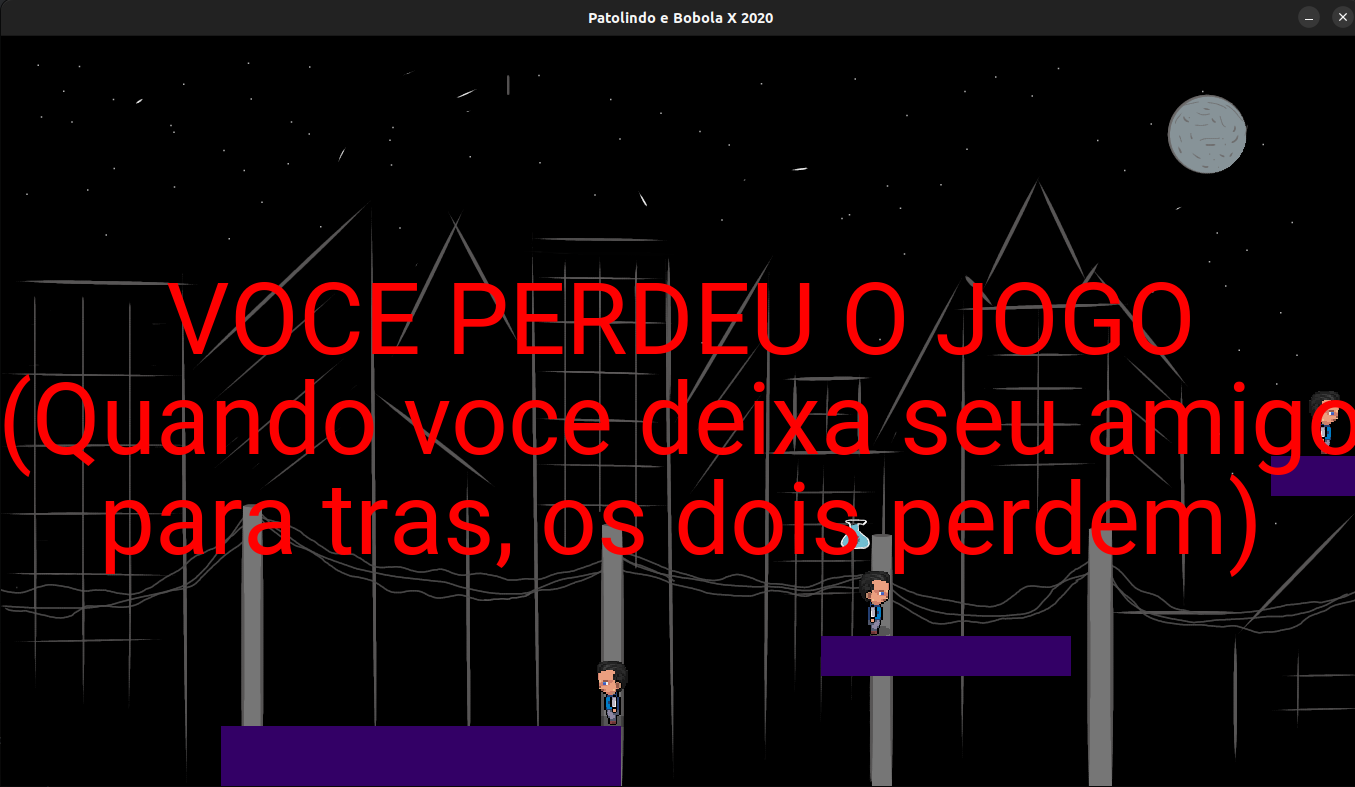 Patolindo e Bobola X 2020
VOCE PERDEU O JOGO
(Quando voce deixa seu amigo
para tras, os dois perdem)